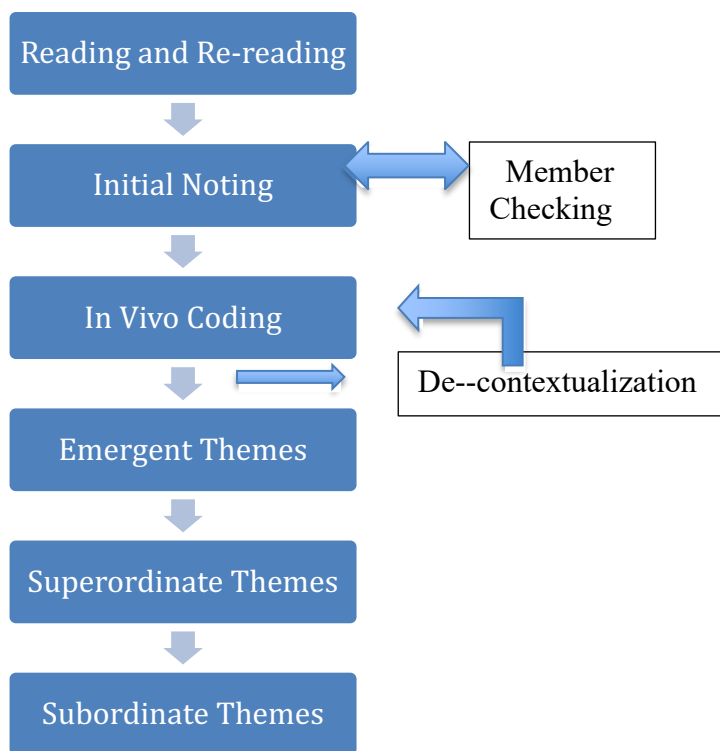 Reading and Re-reading
Initial Noting
Member
Checking
In Vivo Coding
De--contextualization
Emergent Themes
Superordinate Themes
Subordinate Themes